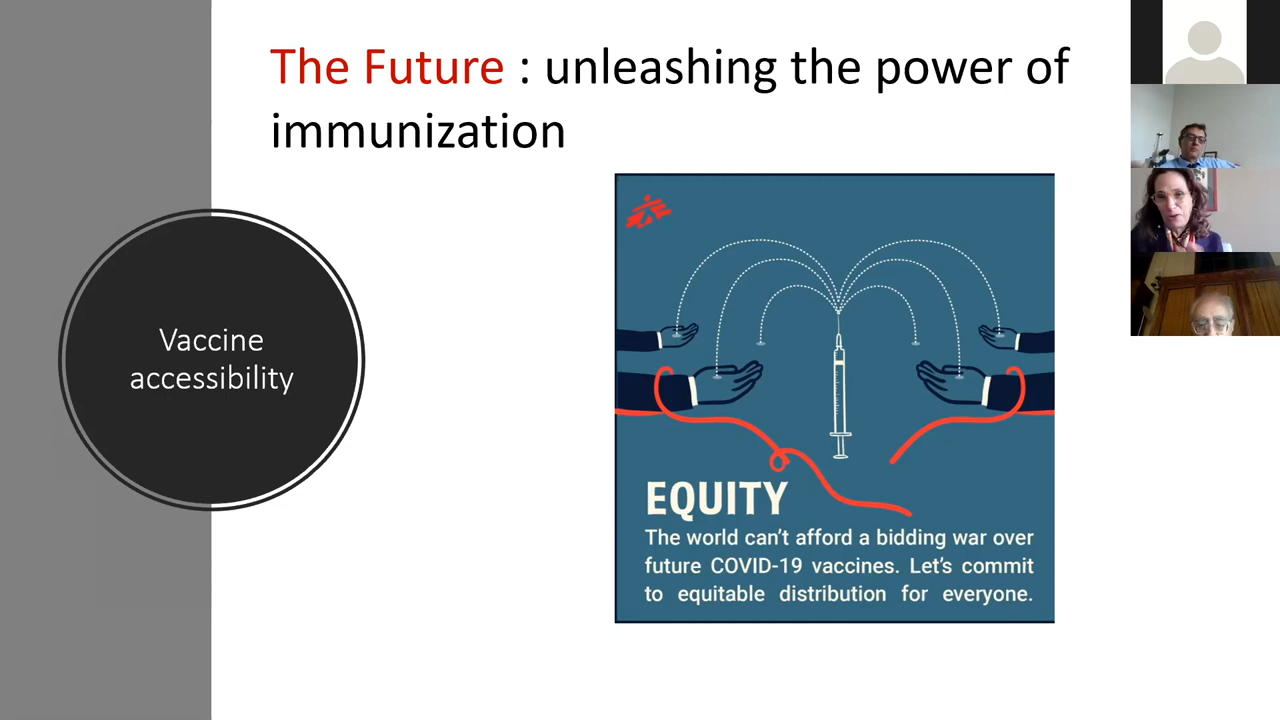 The Future : unleashing the power of
immunization
Vaccine
accessibility
EQUITY
The world can’t afford a bidding war over
future COVID-19 vaccines. Let’s commit
to equitable distribution for everyone.